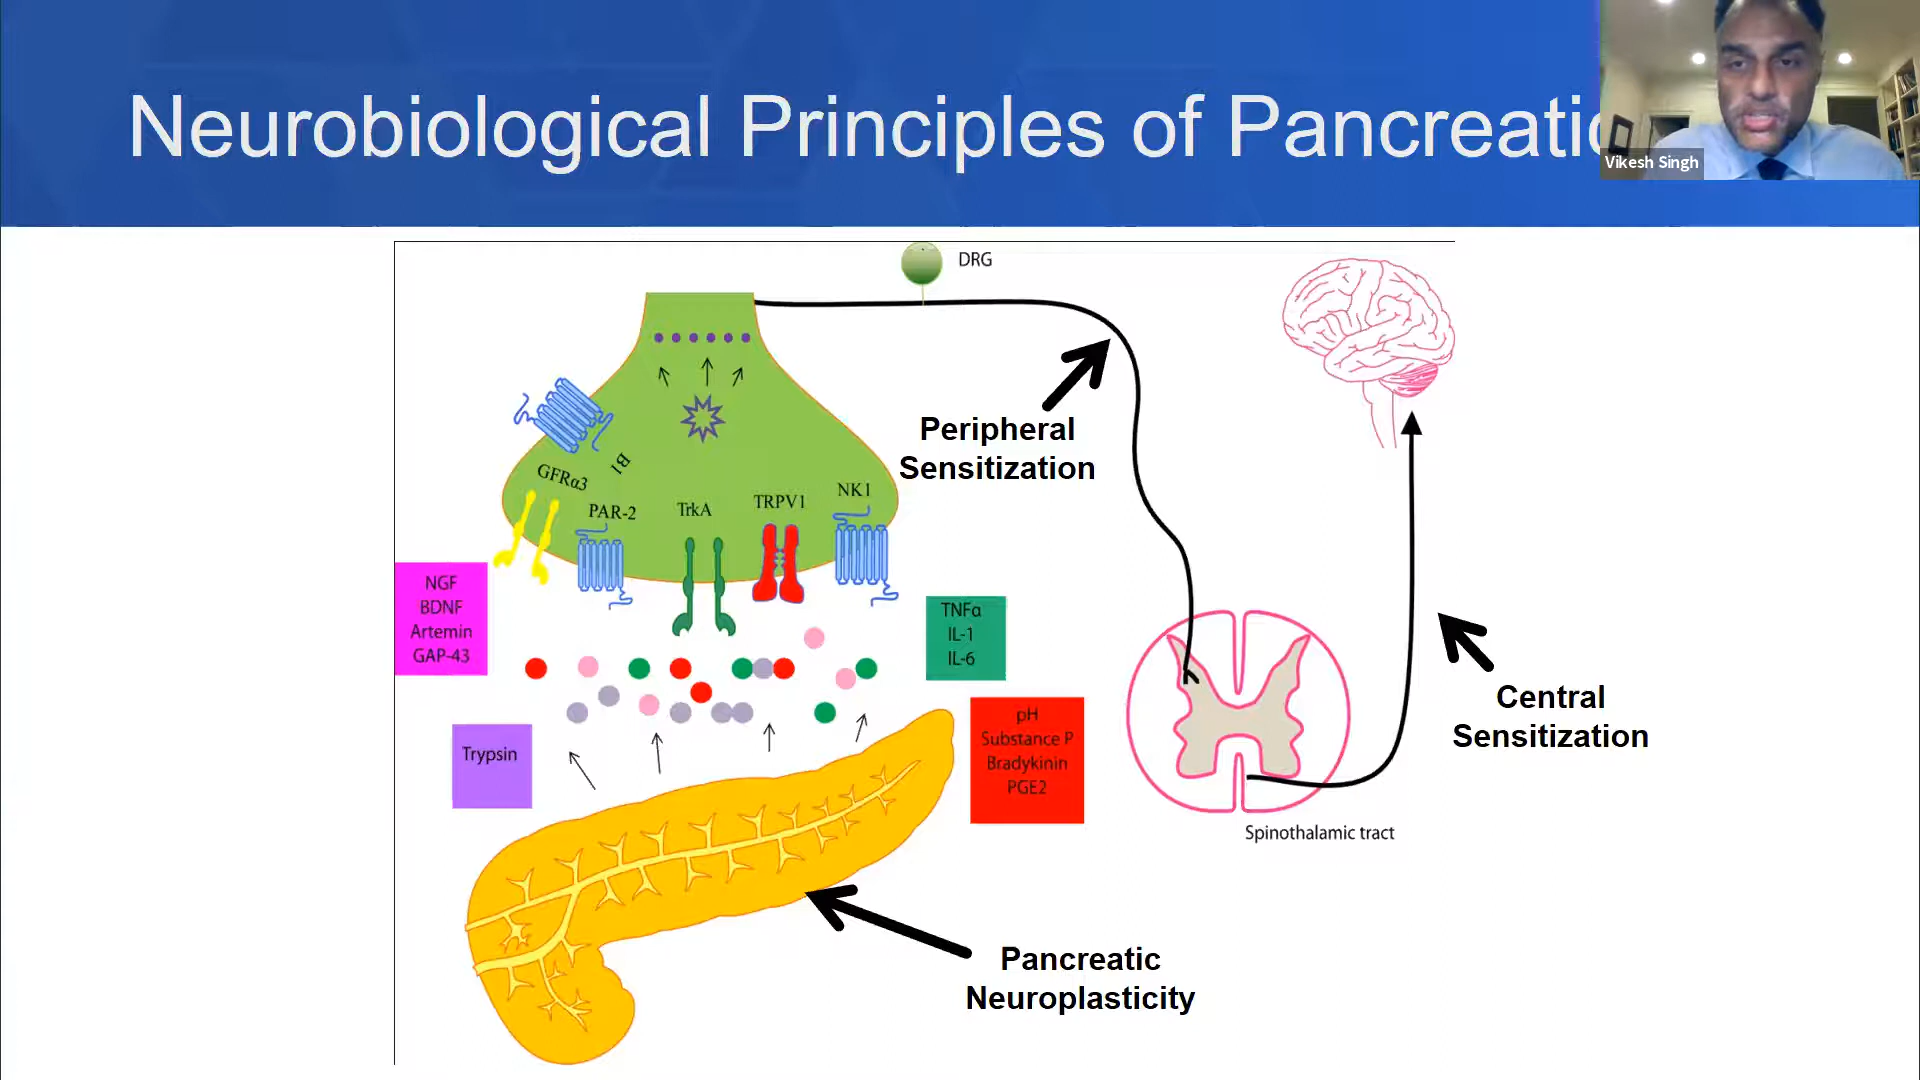 Neurobiological Principles of Pancreatic
Vikesh Singh
DRG
Peripheral
Sensitization
GFRα3
B1
PAR-2
TrkA
TRPV1
NK1
NGF
BDNF
Artemin
GAP-43
TNFα
IL-1
IL-6
Trypsin
pH
Substance P
Bradykinin
PGE2
Central
Sensitization
Spinothalamic tract
Pancreatic
Neuroplasticity